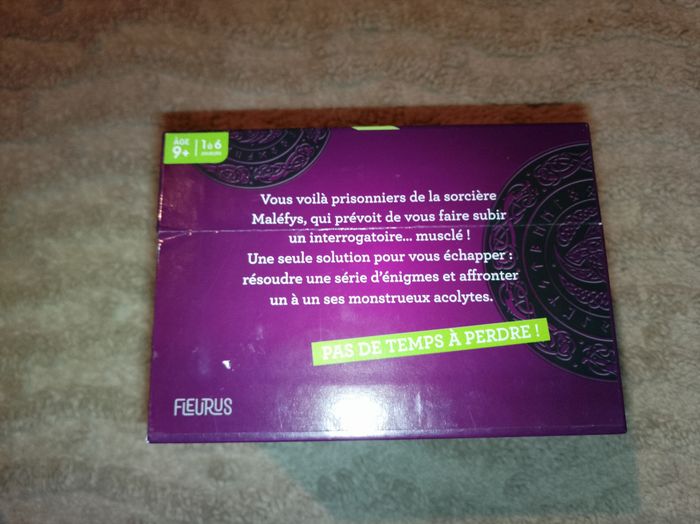 ÂGE
9+
1 à 6
JOUEURS
Vous voilà prisonniers de la sorcière
Maléfys, qui prévoit de vous faire subir
un interrogatoire... musclé !
Une seule solution pour vous échapper :
résoudre une série d'énigmes et affronter
un à un ses monstrueux acolytes.
PAS DE TEMPS À PERDRE !
FLEURUS